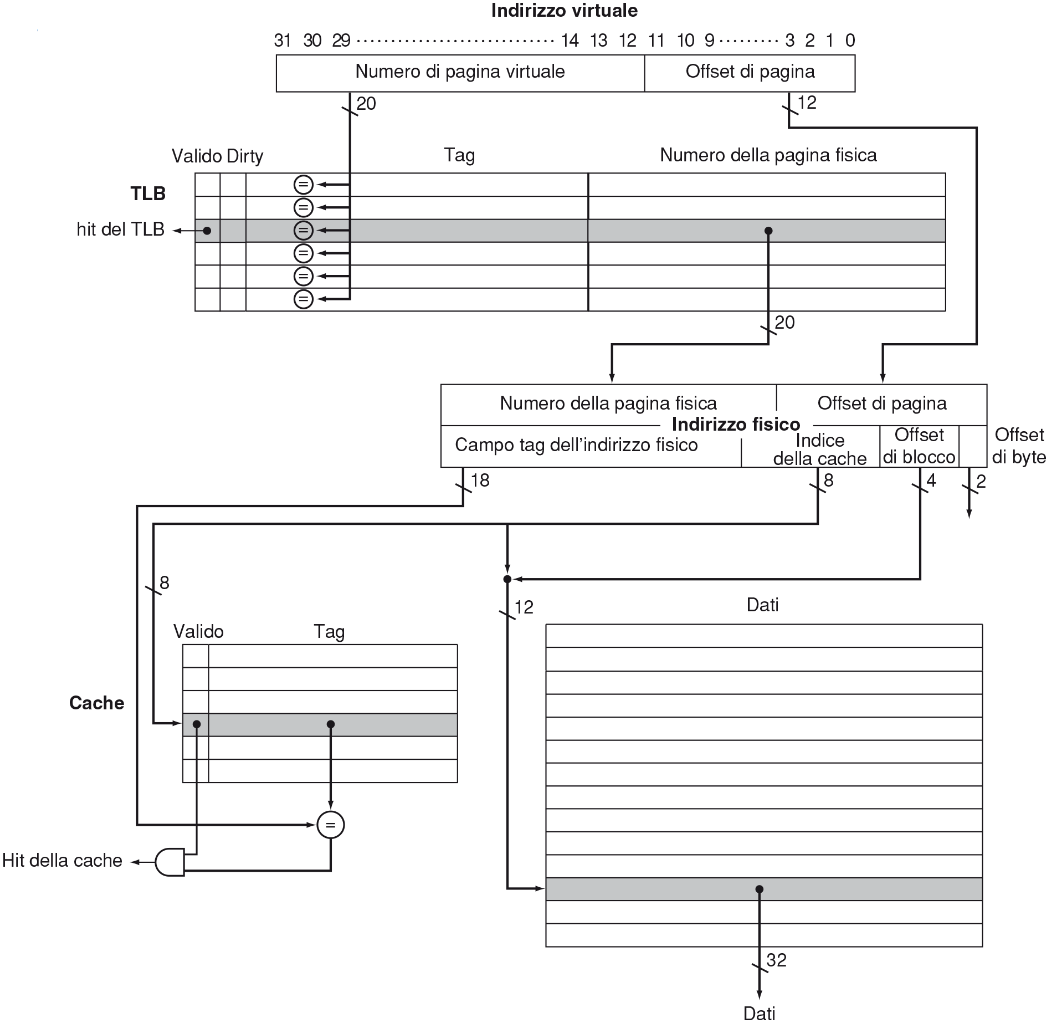 Indirizzo virtuale
31 30 29 ............................. 14 13 12 11 10 9 ......... 3 2 1 0
Numero di pagina virtuale Offset di pagina
20 12
Valido Dirty Tag Numero della pagina fisica
TLB
=
=
hit del TLB =
=
=
=
20
Numero della pagina fisica Offset di pagina
Indirizzo fisico
Campo tag dell'indirizzo fisico Indice della cache Offset di blocco Offset di byte
18 8 4 2
8
12
Dati
Valido Tag
Cache
=
Hit della cache
32
Dati